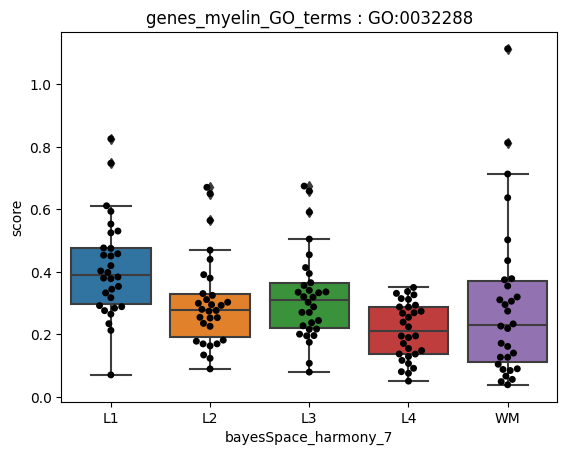 genes_myelin_GO_terms : GO:0032288
score
1.0
0.8
0.6
0.4
0.2
0.0
L1 L2 L3 L4 WM
bayesSpace_harmony_7